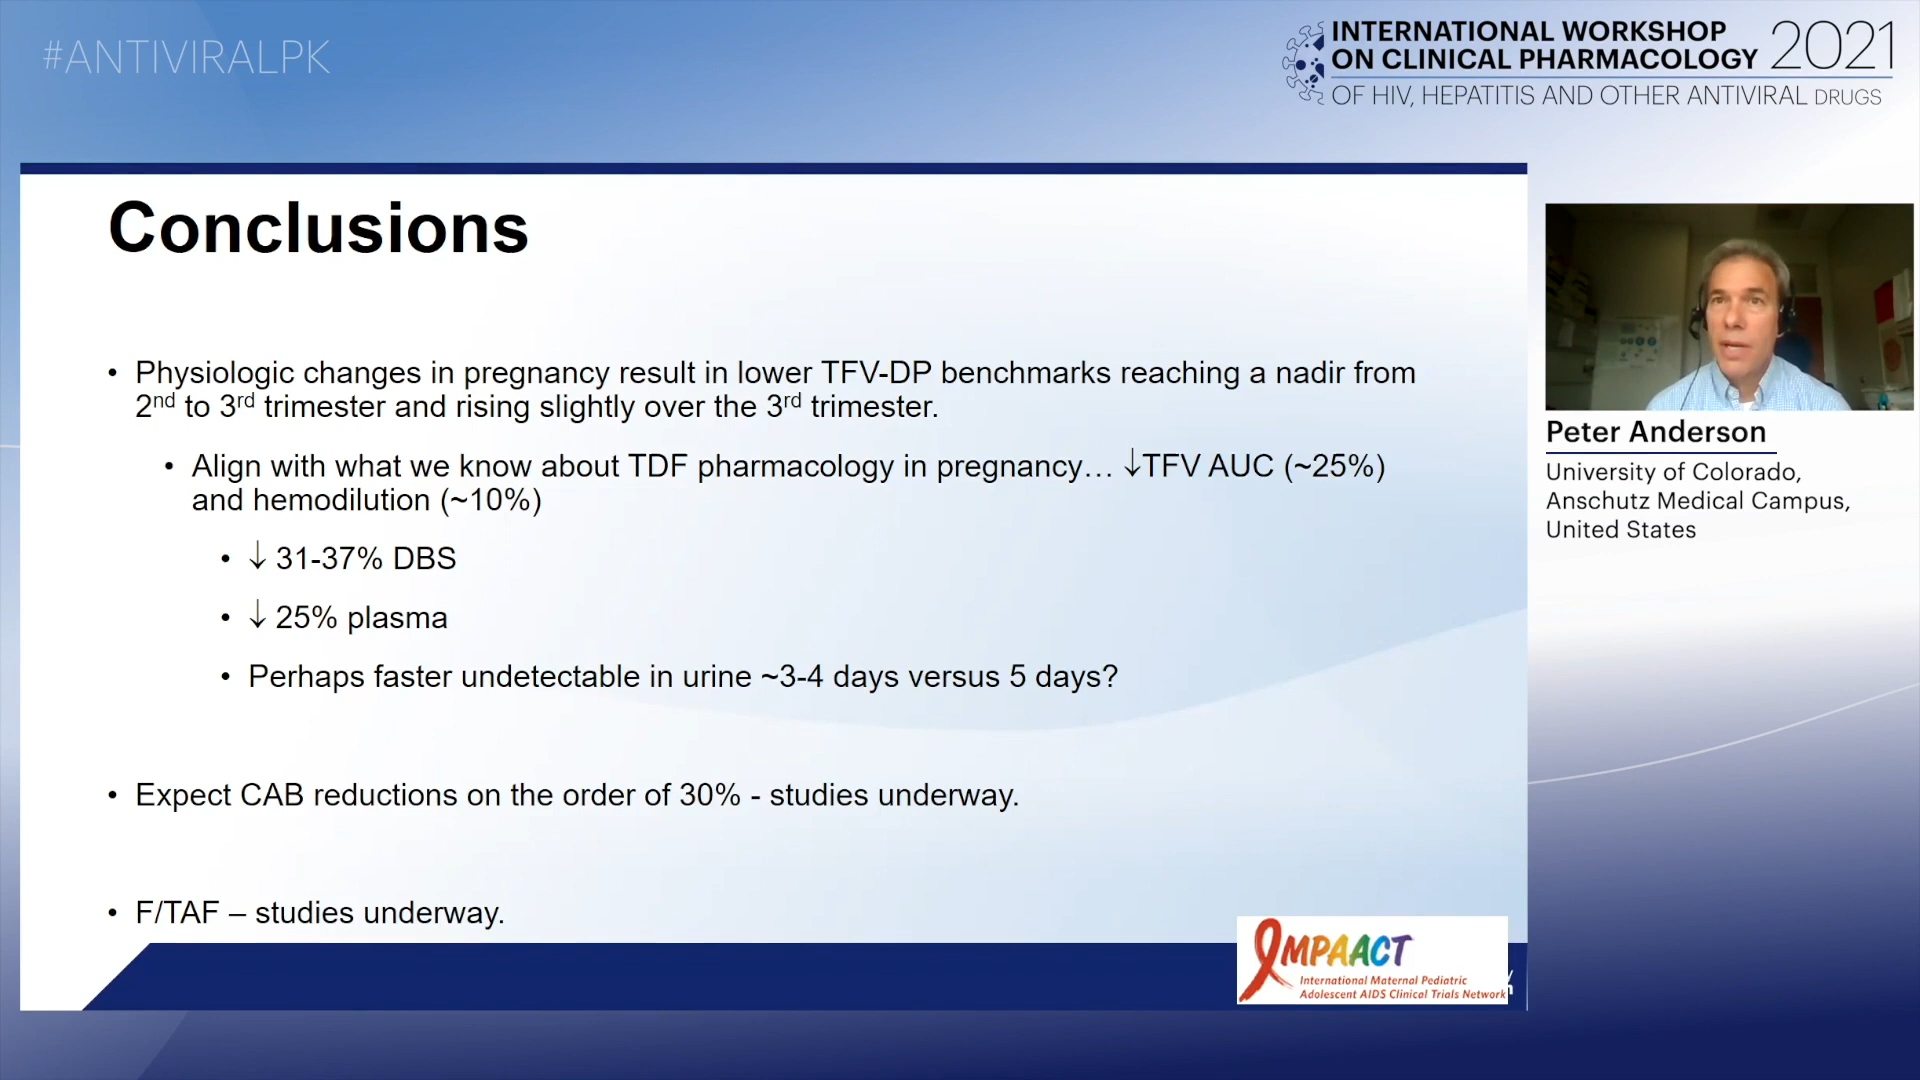 #ANTIVIRALPK
INTERNATIONAL WORKSHOP
ON CLINICAL PHARMACOLOGY 2021
OF HIV, HEPATITIS AND OTHER ANTIVIRAL DRUGS
Conclusions
• Physiologic changes in pregnancy result in lower TFV-DP benchmarks reaching a nadir from
2nd to 3rd trimester and rising slightly over the 3rd trimester.
• Align with what we know about TDF pharmacology in pregnancy… ↓TFV AUC (~25%)
and hemodilution (~10%)
• ↓ 31-37% DBS
• ↓ 25% plasma
• Perhaps faster undetectable in urine ~3-4 days versus 5 days?
• Expect CAB reductions on the order of 30% - studies underway.
• F/TAF – studies underway.
IMPAACT
International Maternal Pediatric
Adolescent AIDS Clinical Trials Network
Peter Anderson
University of Colorado,
Anschutz Medical Campus,
United States